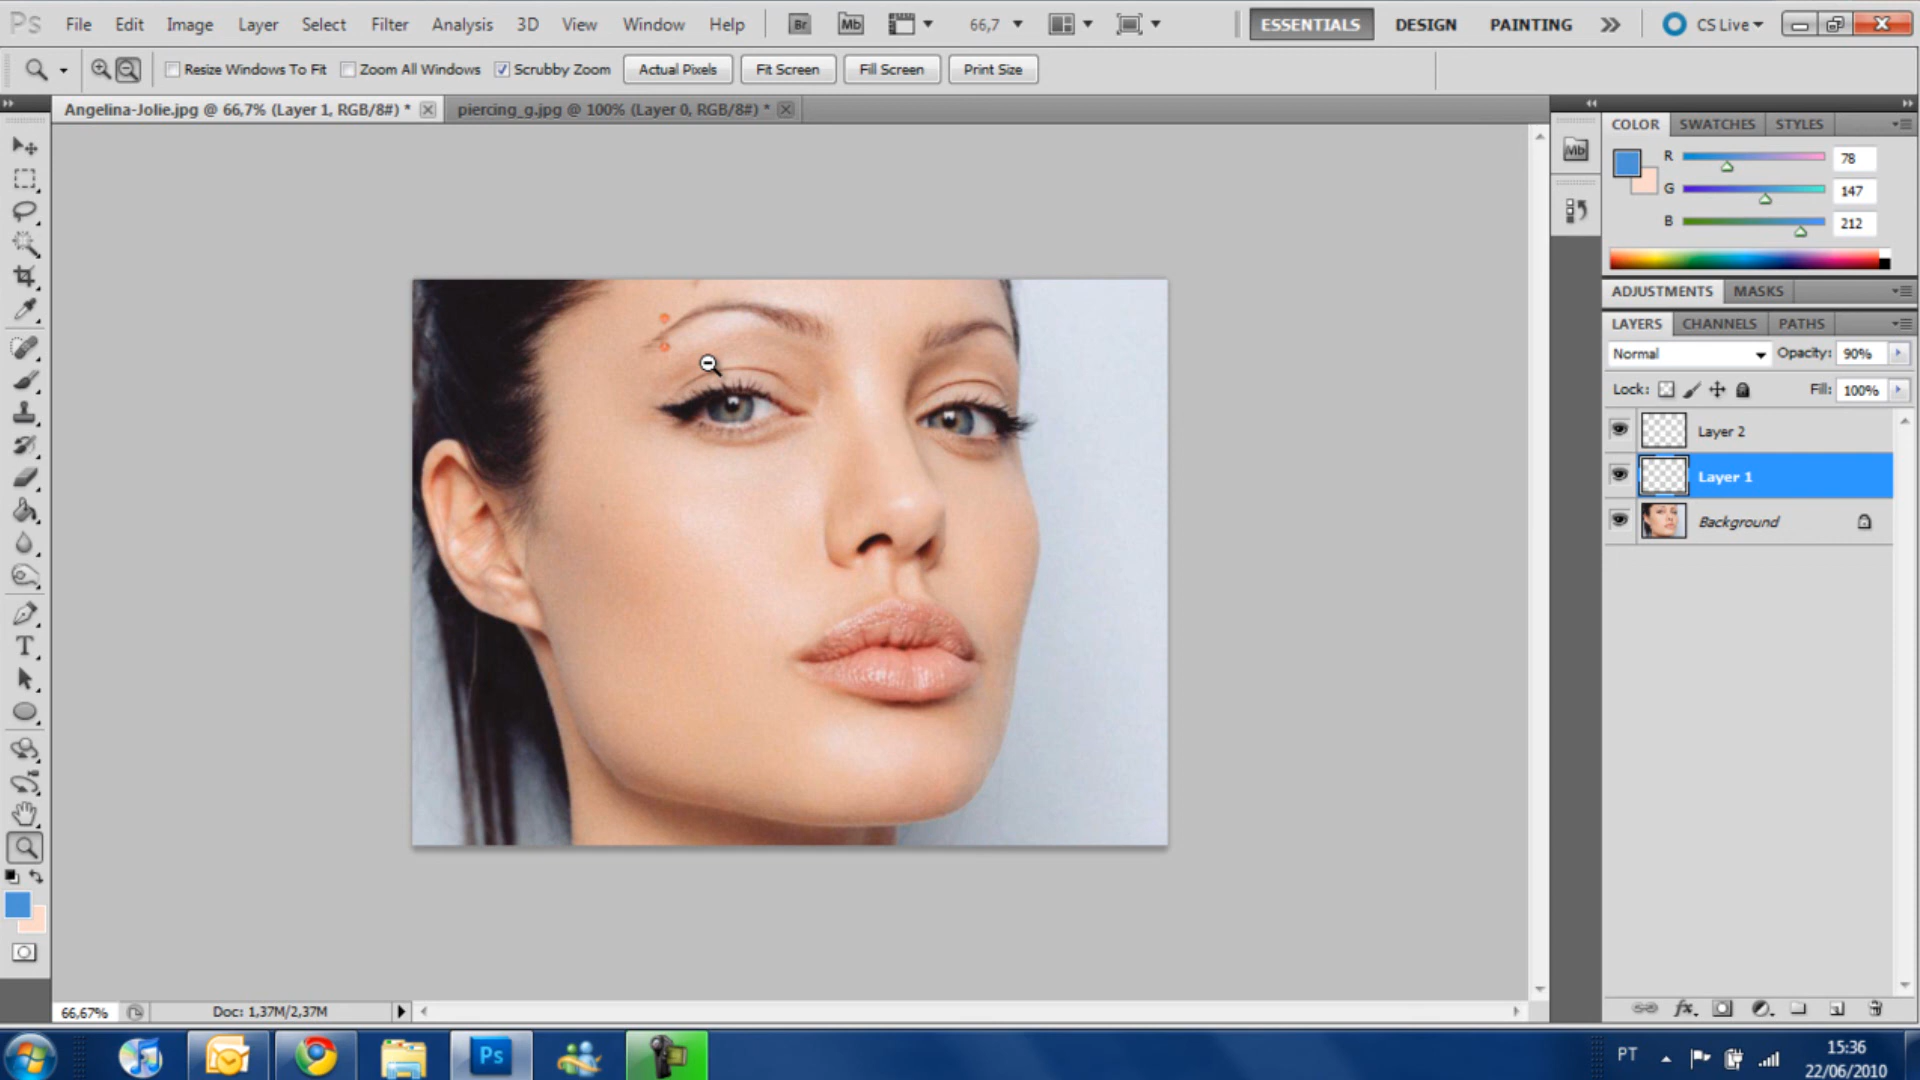 Ps File Edit Image Layer Select Filter Analysis 3D View Window Help Br Mb 66,7 ESSENTIALS DESIGN PAINTING CS Live
Resize Windows To Fit Zoom All Windows Scrubby Zoom Actual Pixels Fit Screen Fill Screen Print Size
Angelina-Jolie.jpg @ 66,7% (Layer 1, RGB/8#) * piercing_g.jpg @ 100% (Layer 0, RGB/8#) *
COLOR SWATCHES STYLES
Mb
R 78
G 147
B 212
ADJUSTMENTS MASKS
LAYERS CHANNELS PATHS
Normal Opacity: 90%
Lock: Fill: 100%
Layer 2
Layer 1
Background
T
fx
66,67% Doc: 1,37M/2,37M
Ps
PT
15:36
22/06/2010